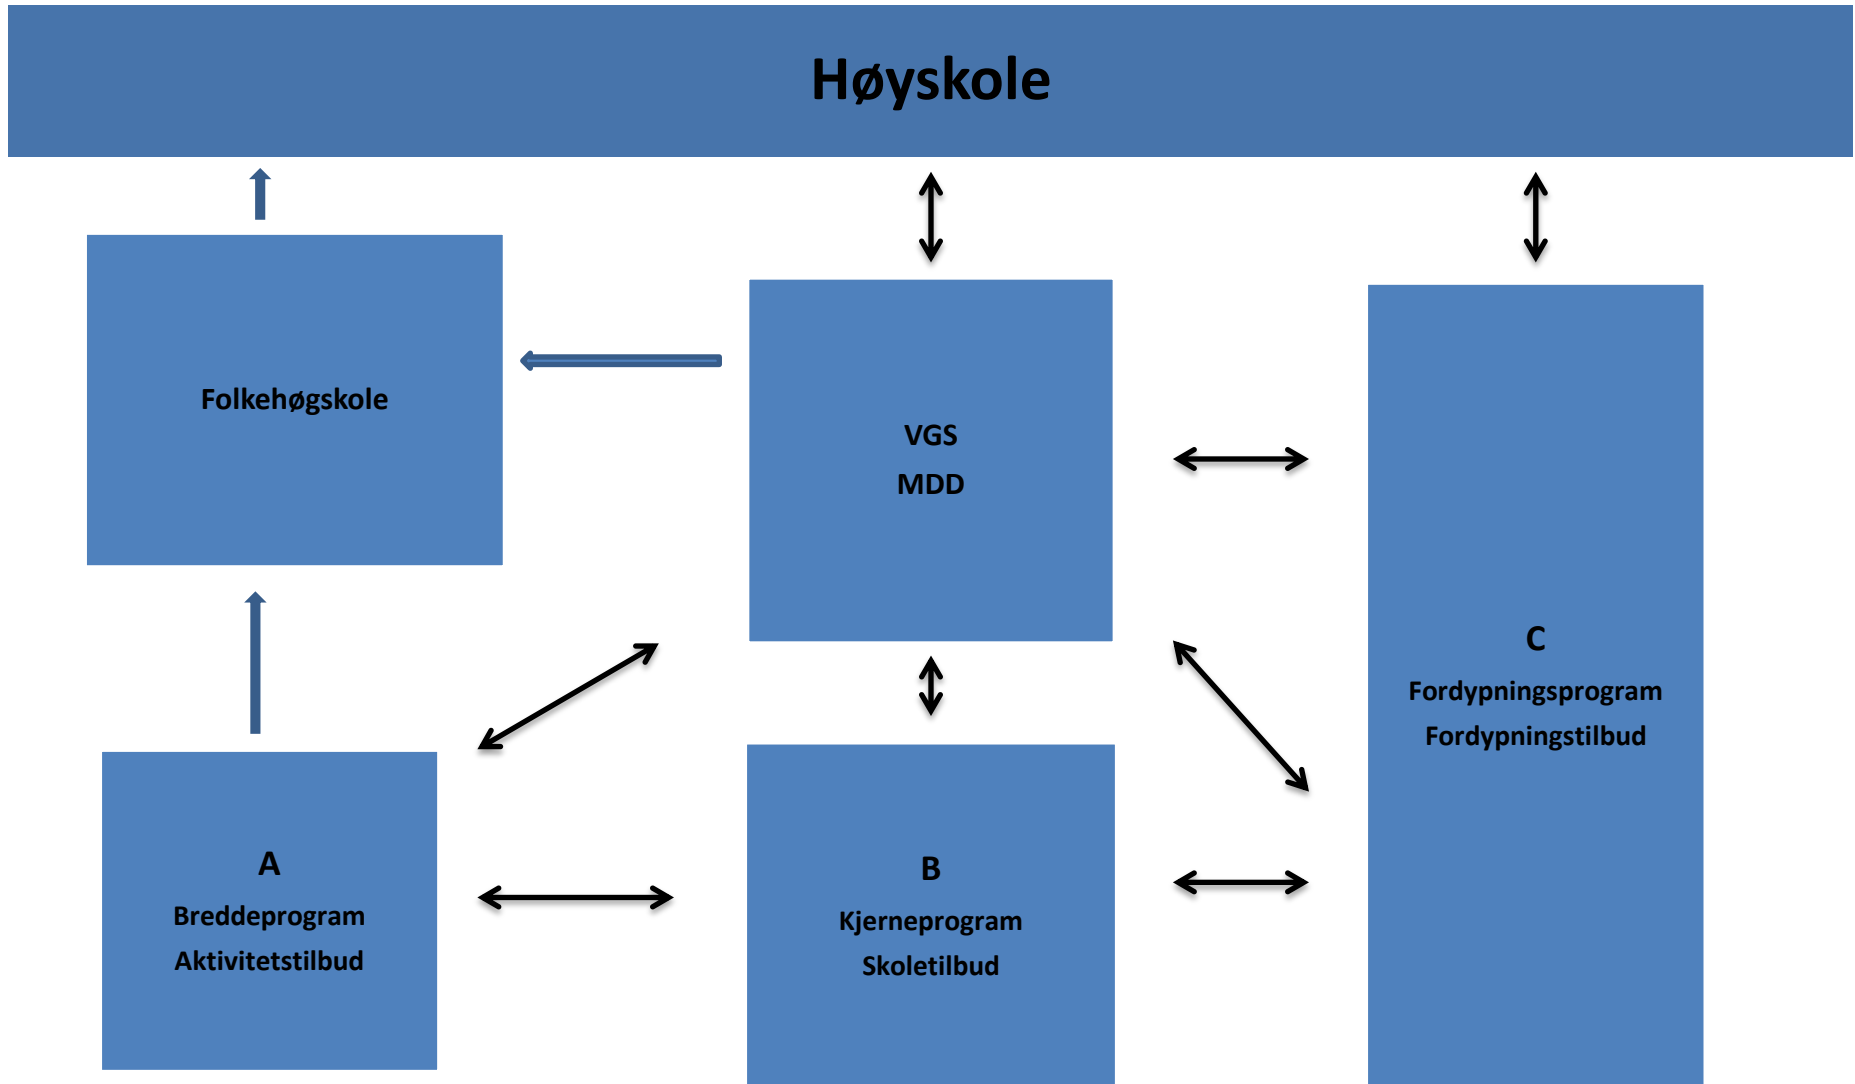 Høyskole
Folkehøgskole
VGS
MDD
C
Fordypningsprogram
Fordypningstilbud
A
Breddeprogram
Aktivitetstilbud
B
Kjerneprogram
Skoletilbud